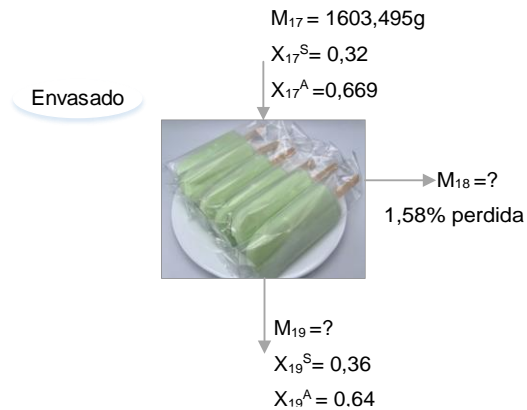 M₁₇ = 1603,495g
X₁₇ˢ = 0,32
X₁₇ᴬ =0,669
Envasado
M₁₈ =?
1,58% perdida
M₁₉ =?
X₁₉ˢ = 0,36
X₁₉ᴬ = 0,64